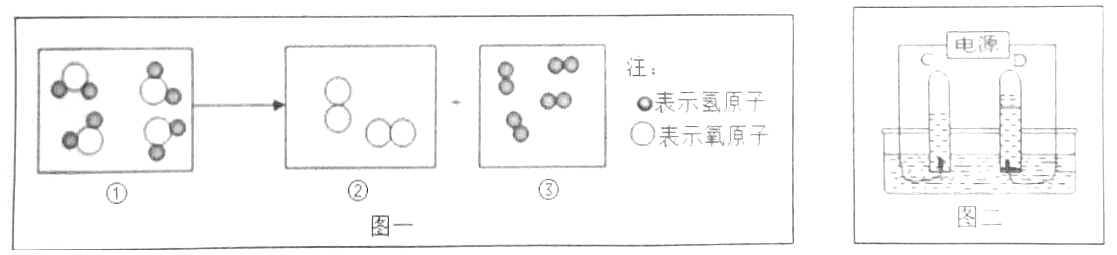 注：
表示氢原子
表示氧原子
+
① ② ③
图一
电源
图二